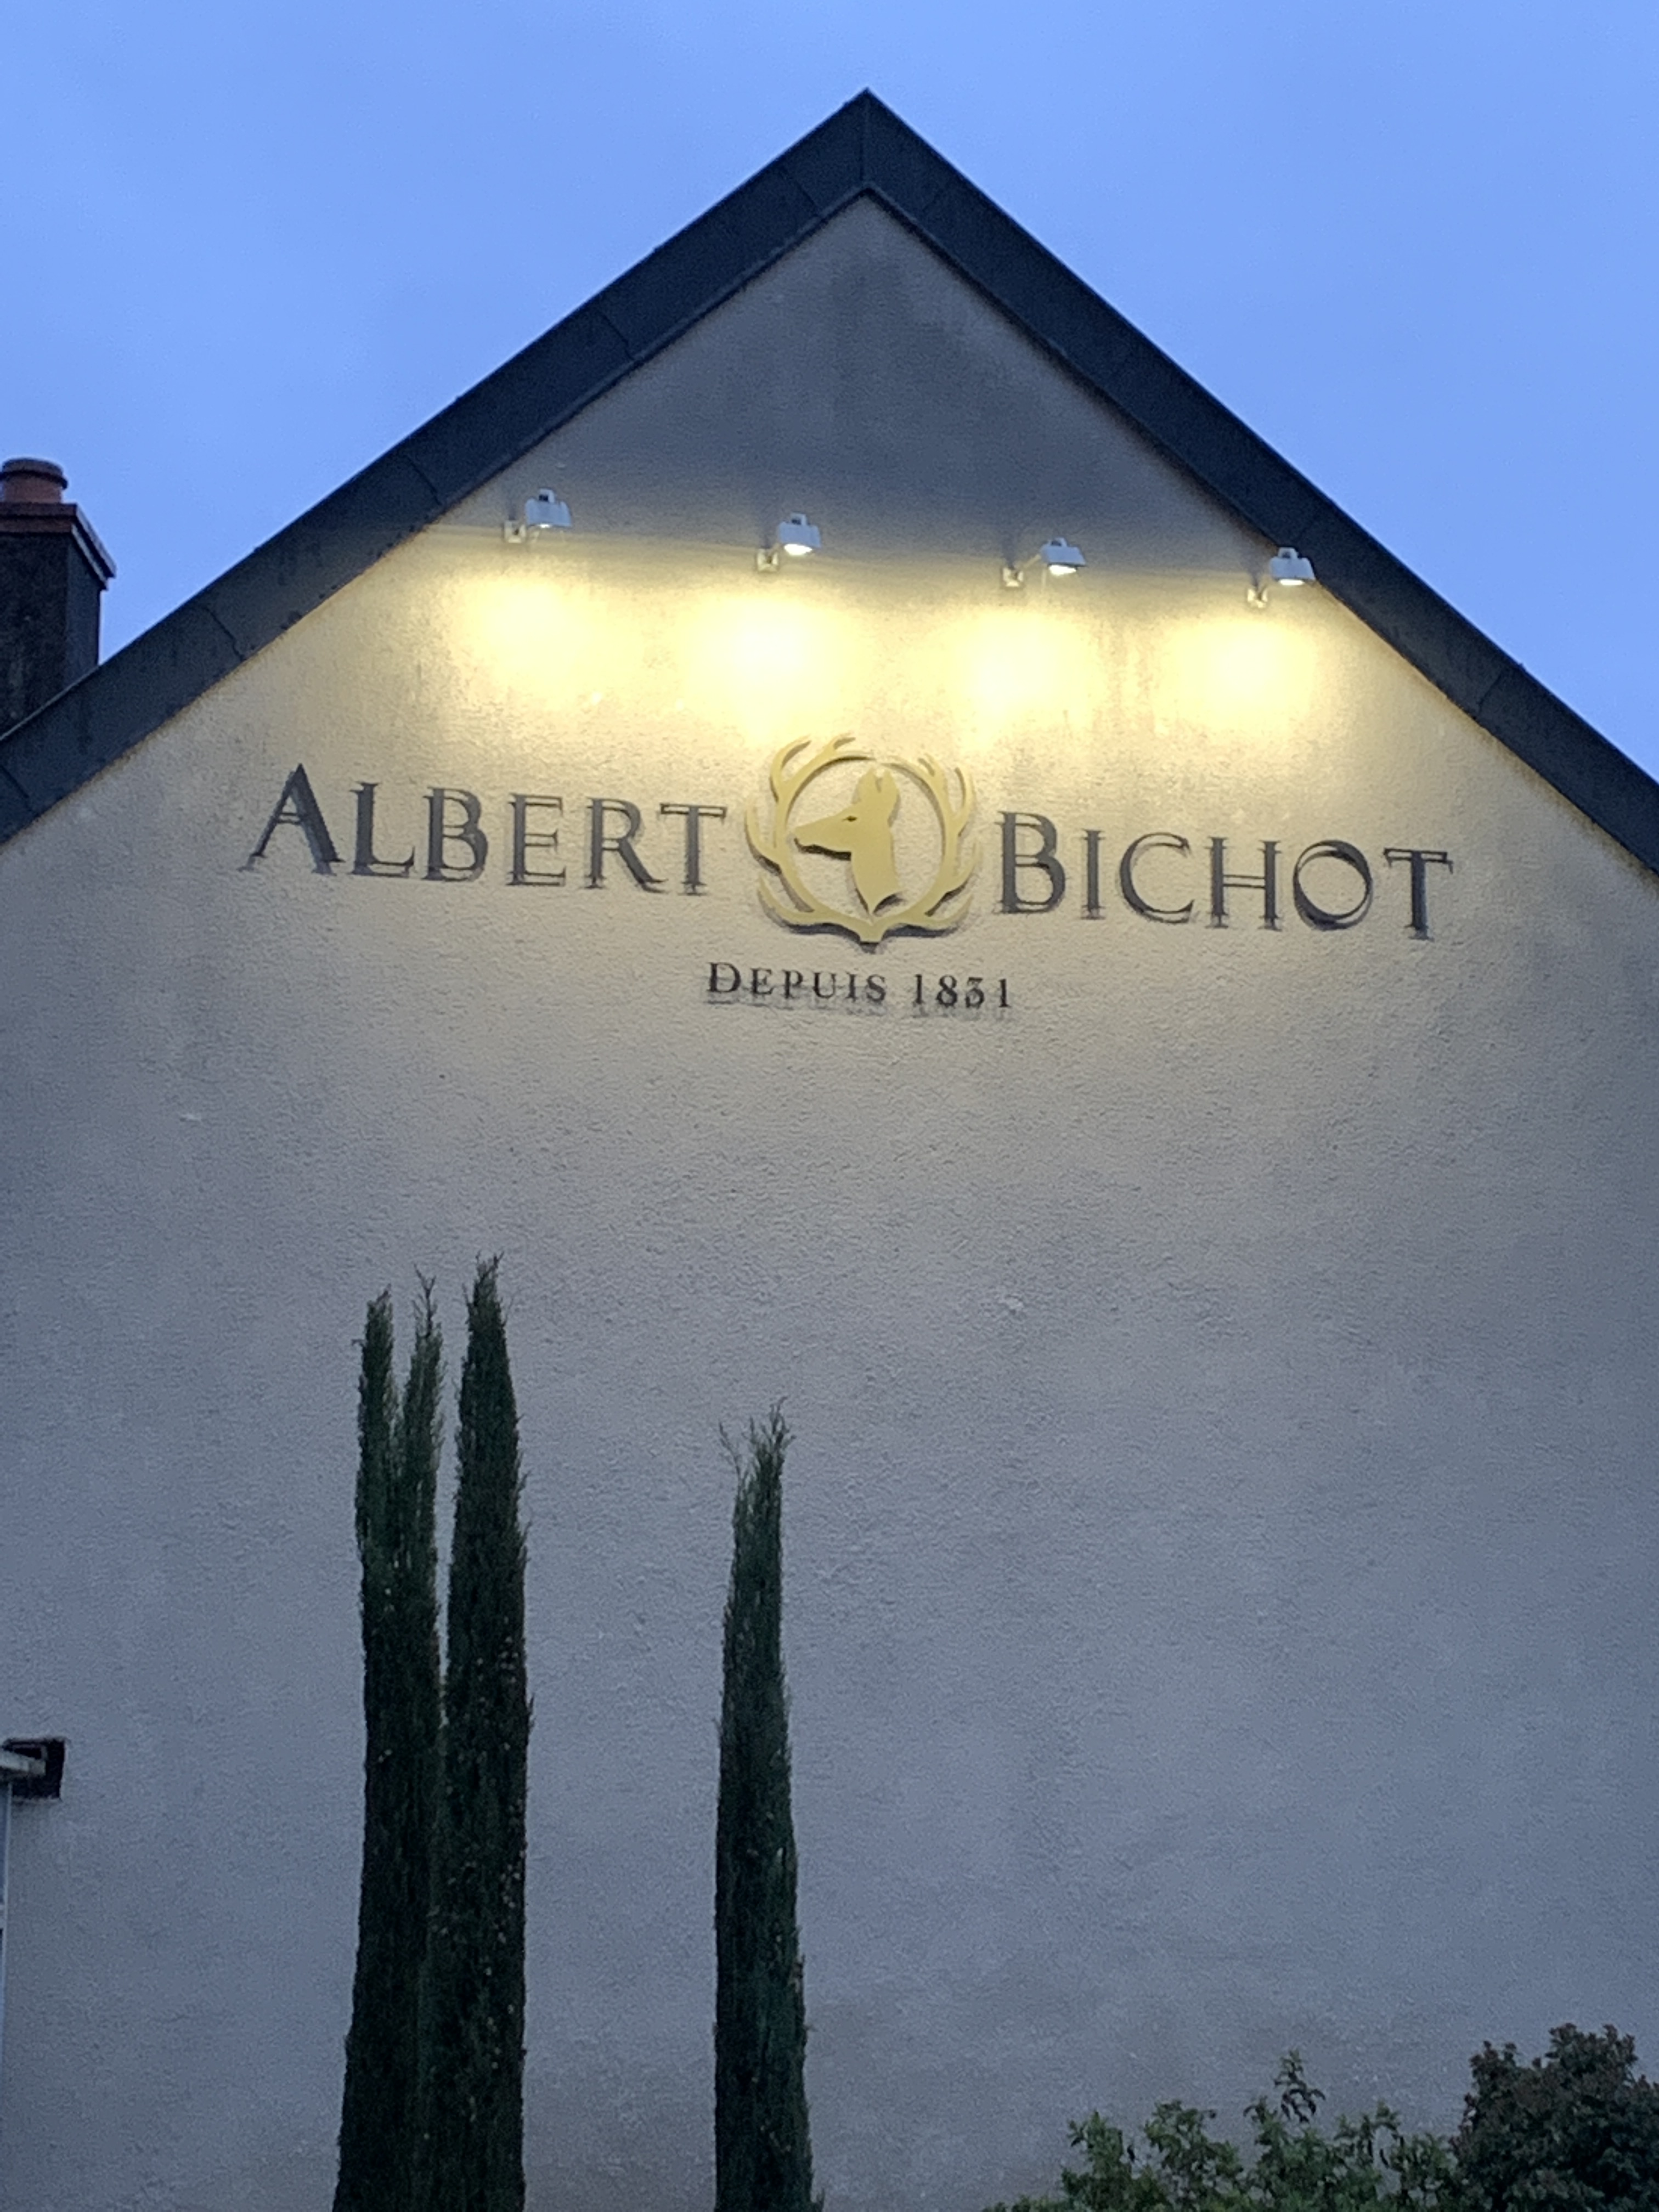 ALBERT BICHOT
DEPUIS 1831